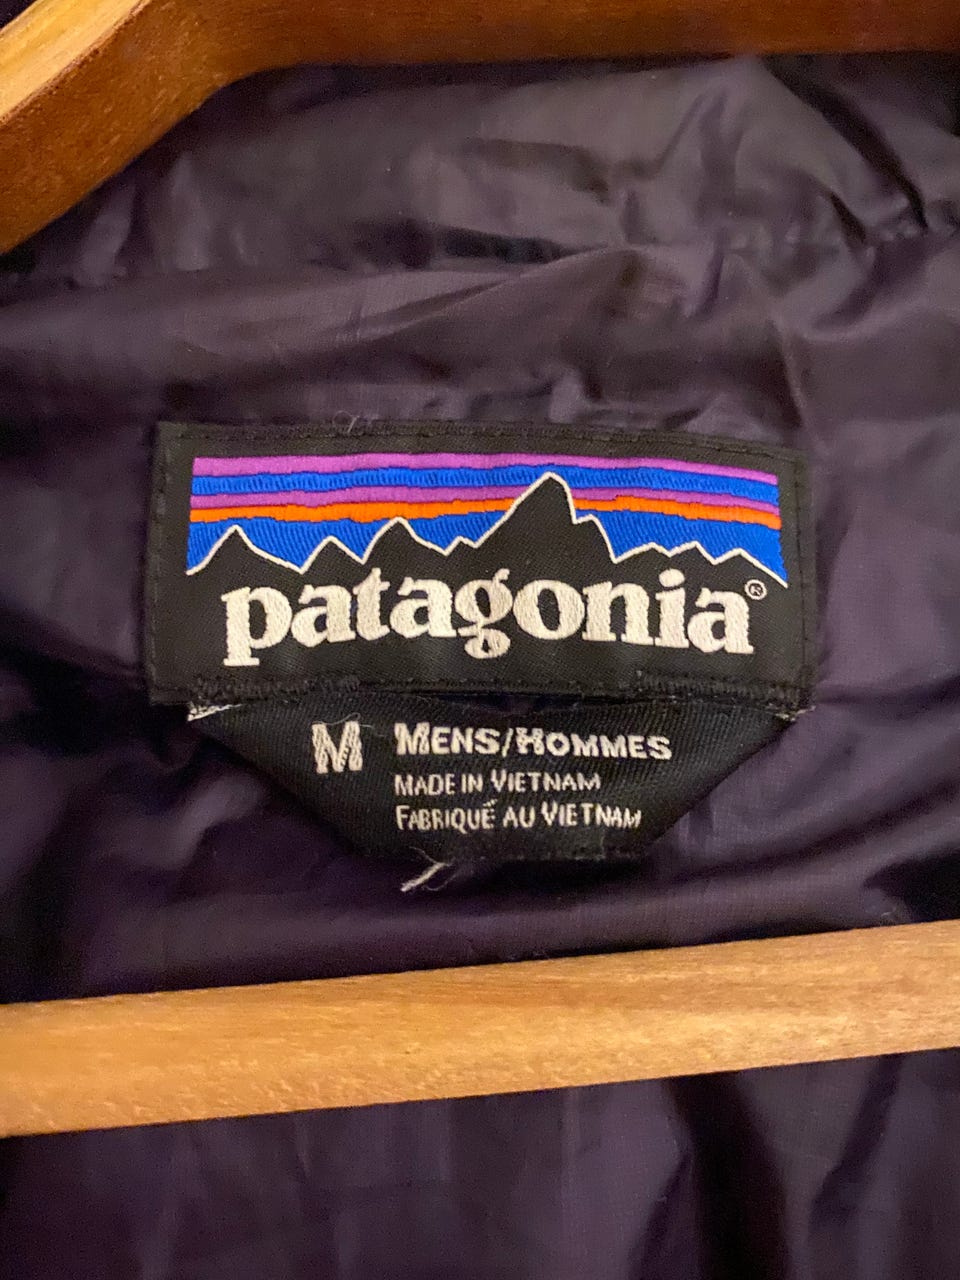 patagonia®
M MENS/HOMMES
MADE IN VIETNAM
FABRIQUÉ AU VIETNAM